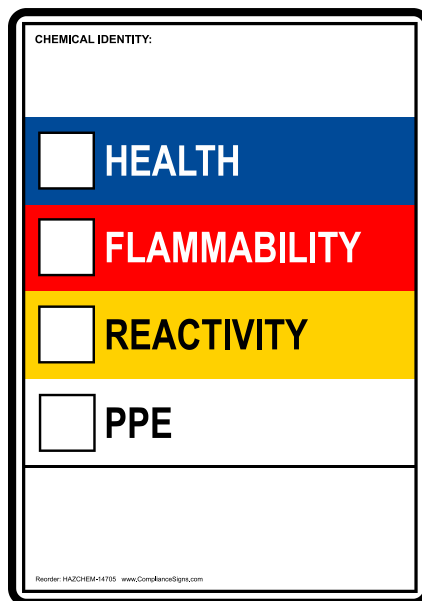 CHEMICAL IDENTITY:
HEALTH
FLAMMABILITY
REACTIVITY
PPE
Reorder: HAZCHEM-14705 www.ComplianceSigns.com